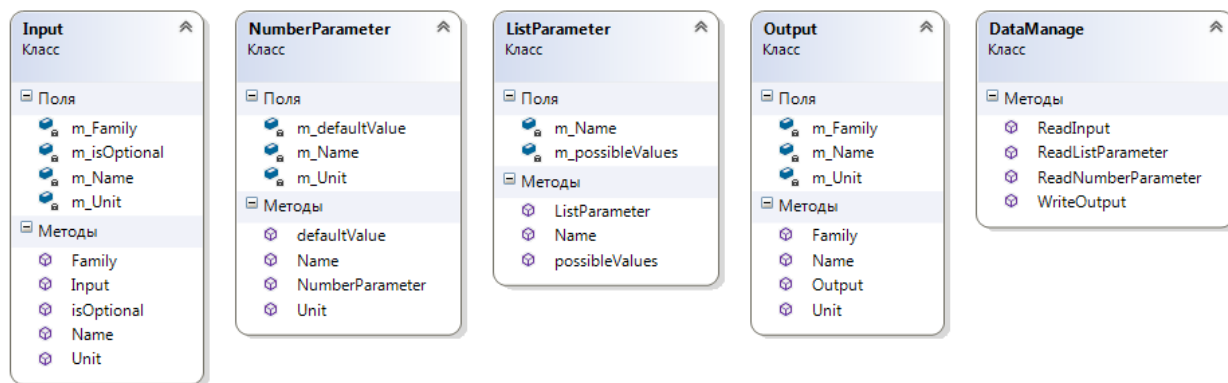 Input
Класс
Поля
m_Family
m_isOptional
m_Name
m_Unit
Методы
Family
Input
isOptional
Name
Unit
NumberParameter
Класс
Поля
m_defaultValue
m_Name
m_Unit
Методы
defaultValue
Name
NumberParameter
Unit
ListParameter
Класс
Поля
m_Name
m_possibleValues
Методы
ListParameter
Name
possibleValues
Output
Класс
Поля
m_Family
m_Name
m_Unit
Методы
Family
Name
Output
Unit
DataManage
Класс
Методы
ReadInput
ReadListParameter
ReadNumberParameter
WriteOutput